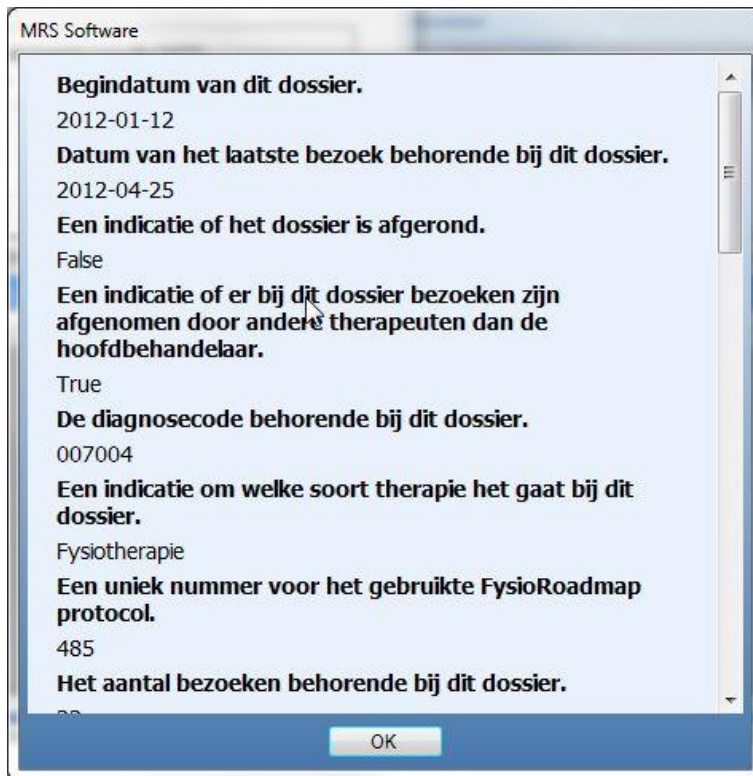 MRS Software
Begindatum van dit dossier.
2012-01-12
Datum van het laatste bezoek behorende bij dit dossier.
2012-04-25
Een indicatie of het dossier is afgerond.
False
Een indicatie of er bij dit dossier bezoeken zijn
afgenomen door andere therapeuten dan de
hoofdbehandelaar.
True
De diagnosecode behorende bij dit dossier.
007004
Een indicatie om welke soort therapie het gaat bij dit
dossier.
Fysiotherapie
Een uniek nummer voor het gebruikte FysioRoadmap
protocol.
485
Het aantal bezoeken behorende bij dit dossier.
OK